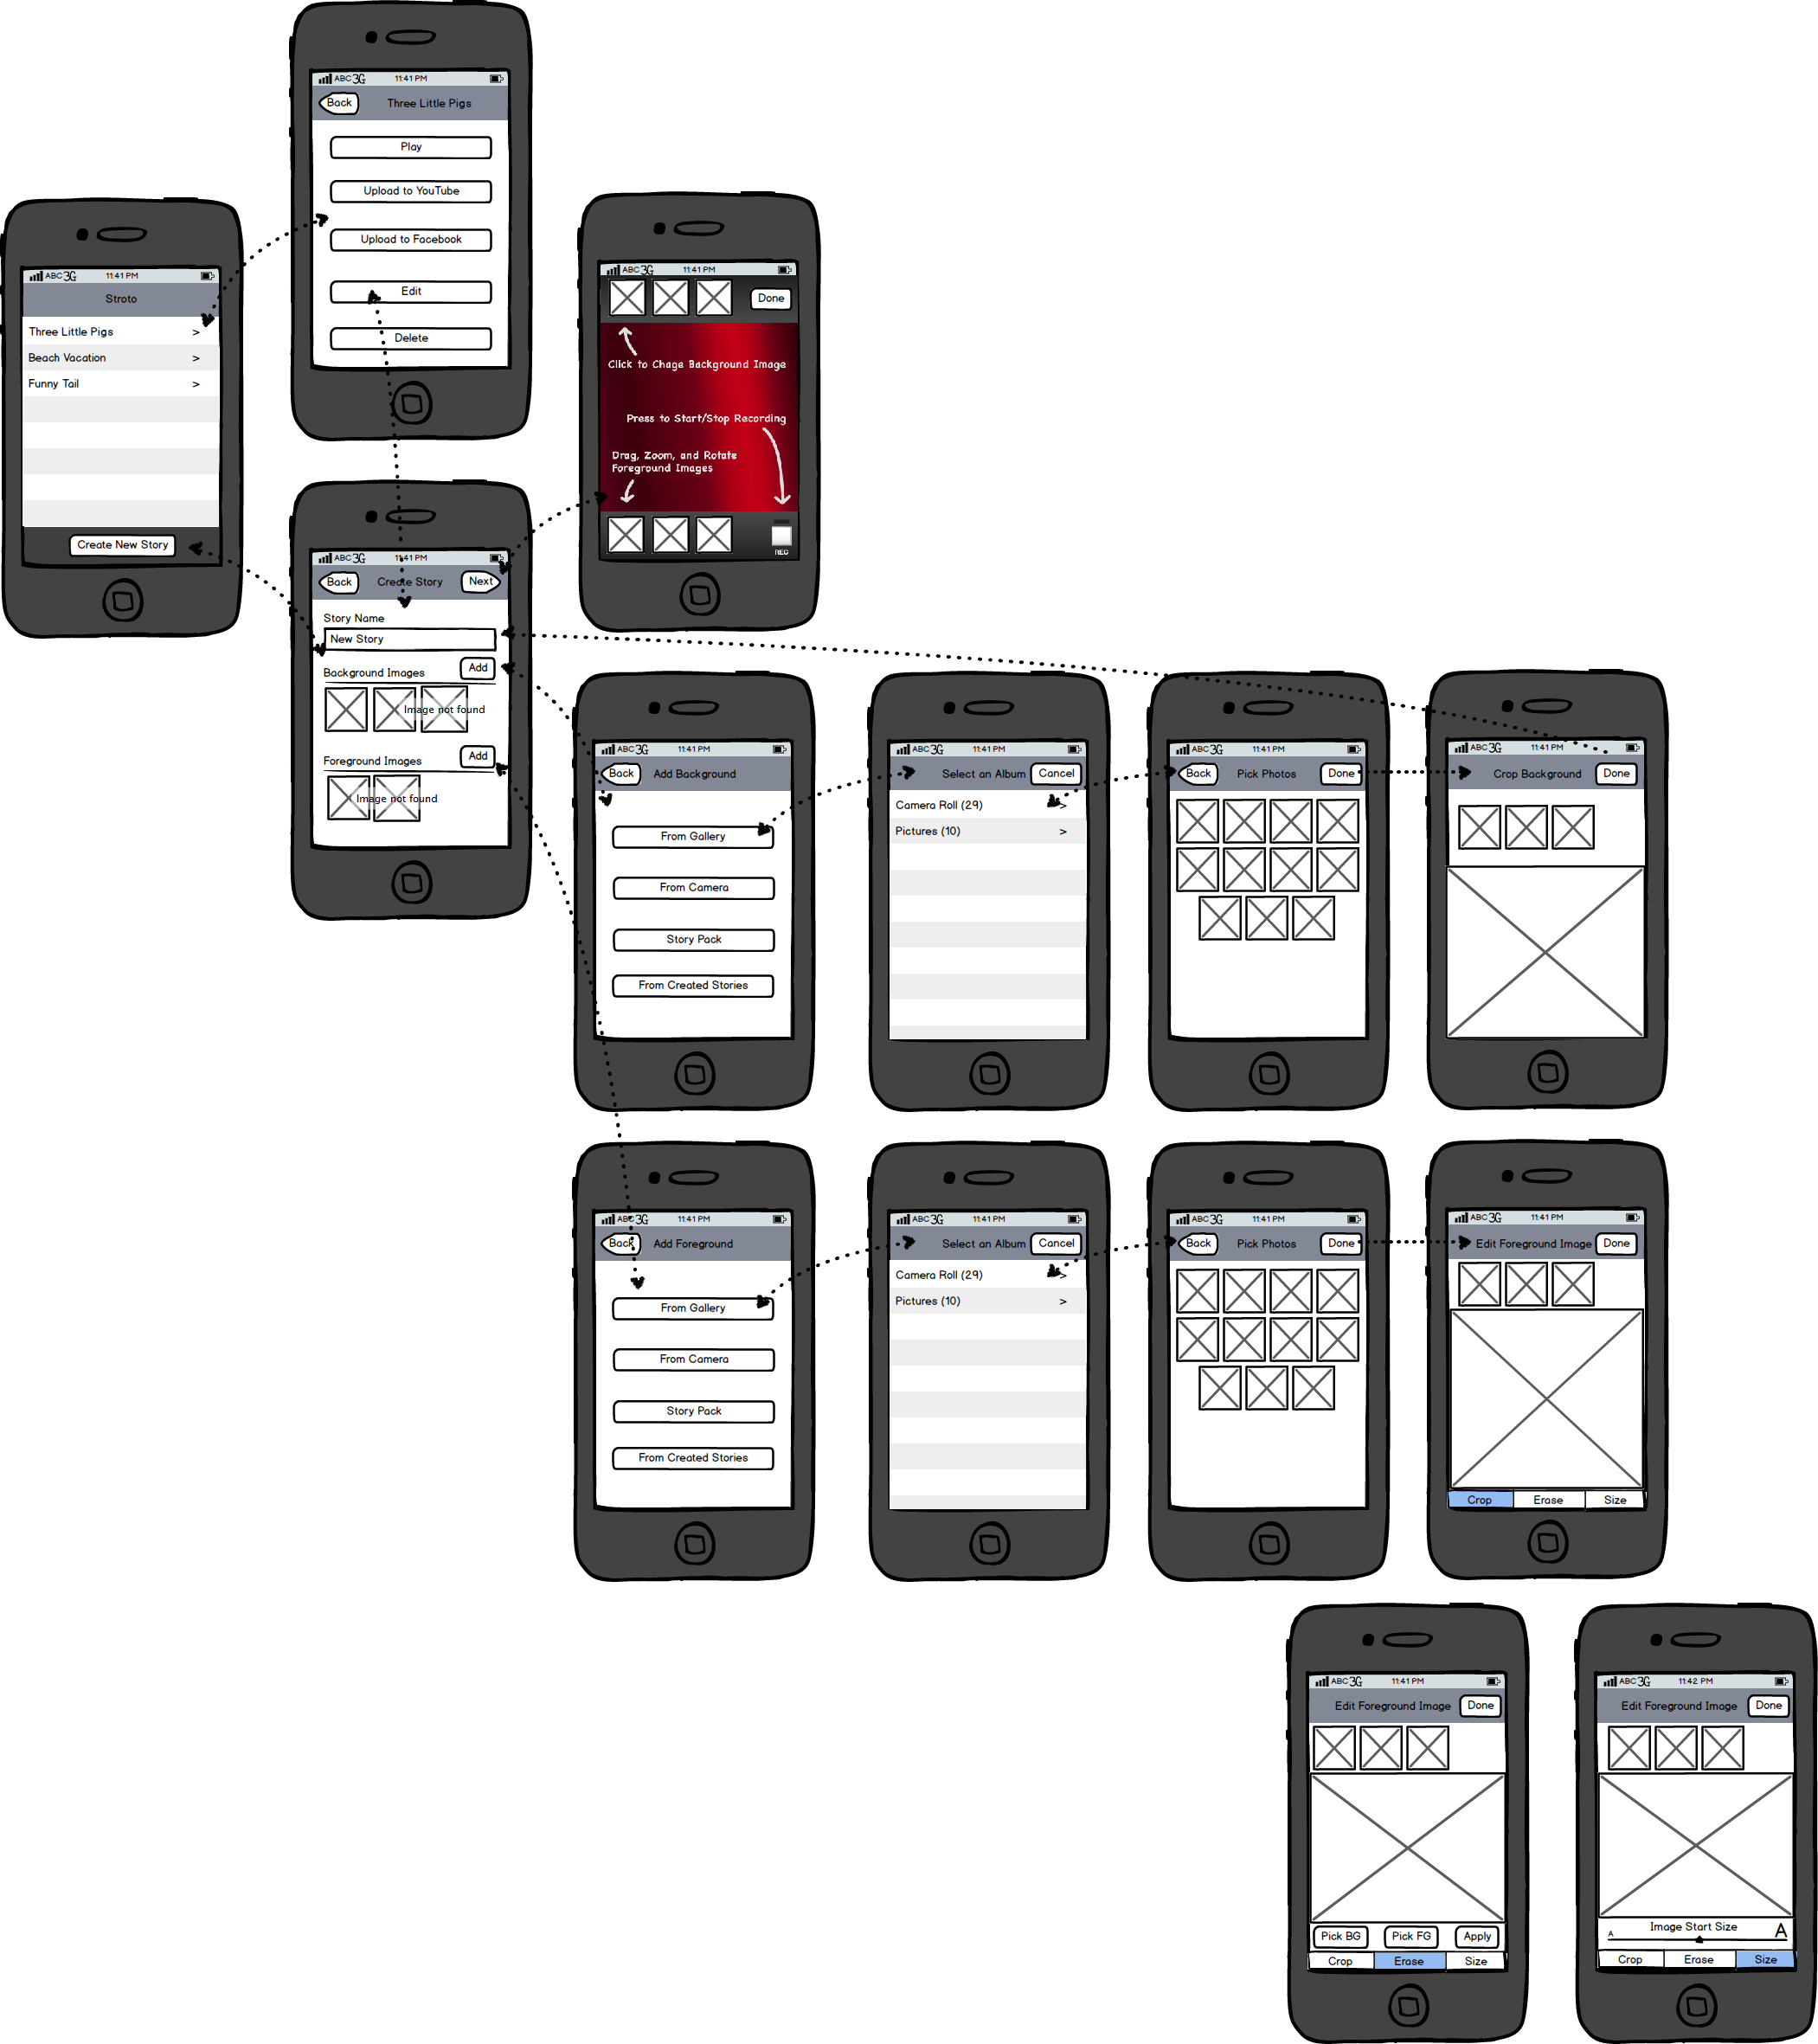 ABC 3G 11:41 PM
Back Three Little Pigs
Play
Upload to YouTube
Upload to Facebook
Edit
Delete
ABC 3G 11:41 PM
Stroto
Three Little Pigs >
Beach Vacation >
Funny Tail >
Create New Story
ABC 3G 11:41 PM
Done
Click to Chage Background Image
Press to Start/Stop Recording
Drag, Zoom, and Rotate
Foreground Images
REC
ABC 3G 11:41 PM
Back Create Story Next
Story Name
New Story
Background Images Add
Image not found
Foreground Images Add
Image not found
ABC 3G 11:41 PM
Back Add Background
From Gallery
From Camera
Story Pack
From Created Stories
ABC 3G 11:41 PM
Select an Album Cancel
Camera Roll (29) >
Pictures (10) >
ABC 3G 11:41 PM
Back Pick Photos Done
ABC 3G 11:41 PM
Crop Background Done
ABC 3G 11:41 PM
Back Add Foreground
From Gallery
From Camera
Story Pack
From Created Stories
ABC 3G 11:41 PM
Select an Album Cancel
Camera Roll (29) >
Pictures (10) >
ABC 3G 11:41 PM
Back Pick Photos Done
ABC 3G 11:41 PM
Edit Foreground Image Done
Crop Erase Size
ABC 3G 11:41 PM
Edit Foreground Image Done
Pick BG Pick FG Apply
Crop Erase Size
ABC 3G 11:42 PM
Edit Foreground Image Done
Image Start Size
A A
Crop Erase Size